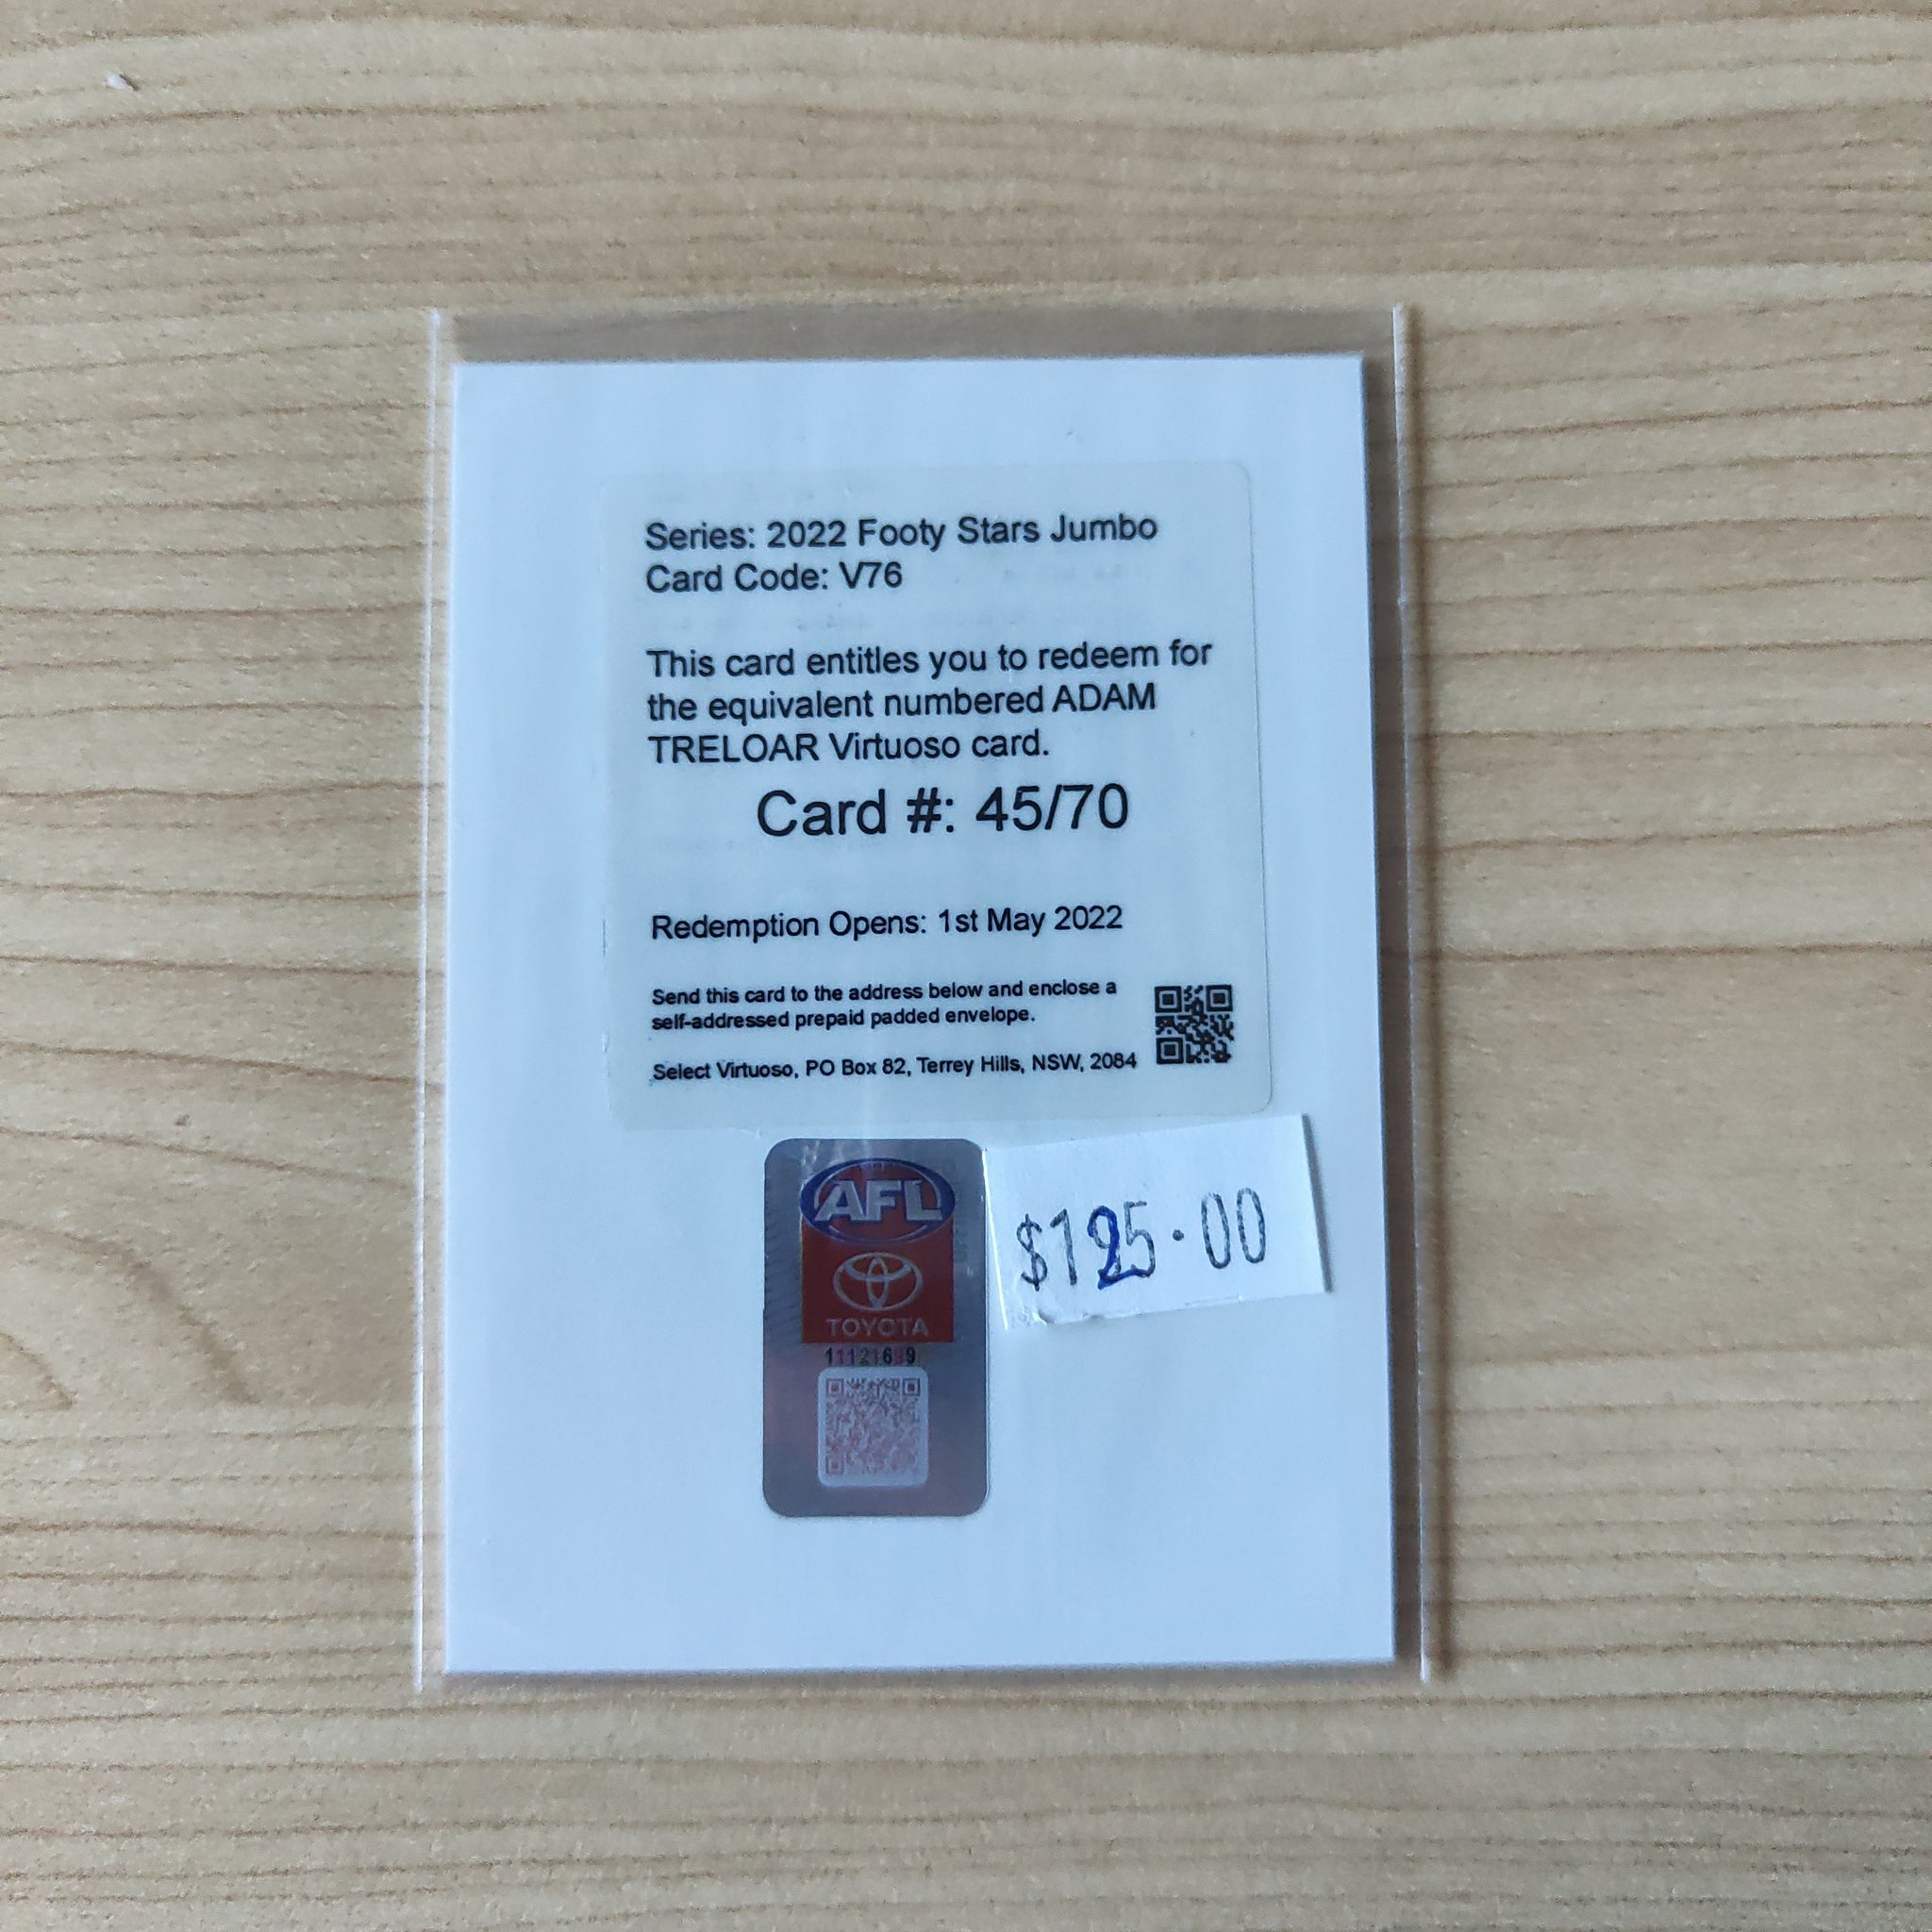 Series: 2022 Footy Stars Jumbo
Card Code: V76
This card entitles you to redeem for
the equivalent numbered ADAM
TRELOAR Virtuoso card.
Card #: 45/70
Redemption Opens: 1st May 2022
Send this card to the address below and enclose a
self-addressed prepaid padded envelope.
Select Virtuoso, PO Box 82, Terrey Hills, NSW, 2084
AFL
$125.00
TOYOTA